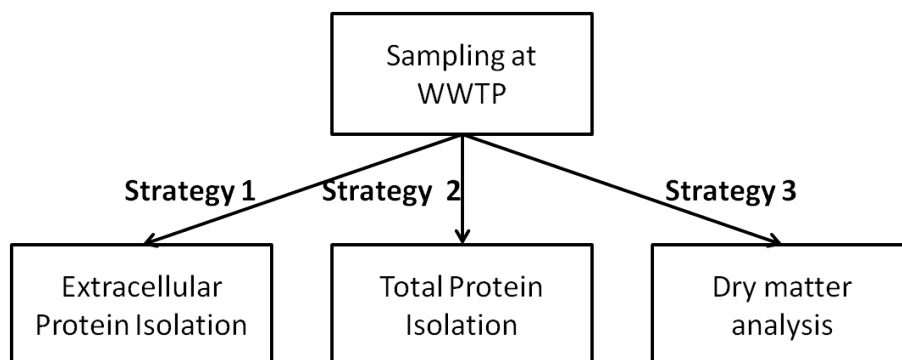 Sampling at
WWTP
Strategy 1
Strategy 2
Strategy 3
Extracellular
Protein Isolation
Total Protein
Isolation
Dry matter
analysis